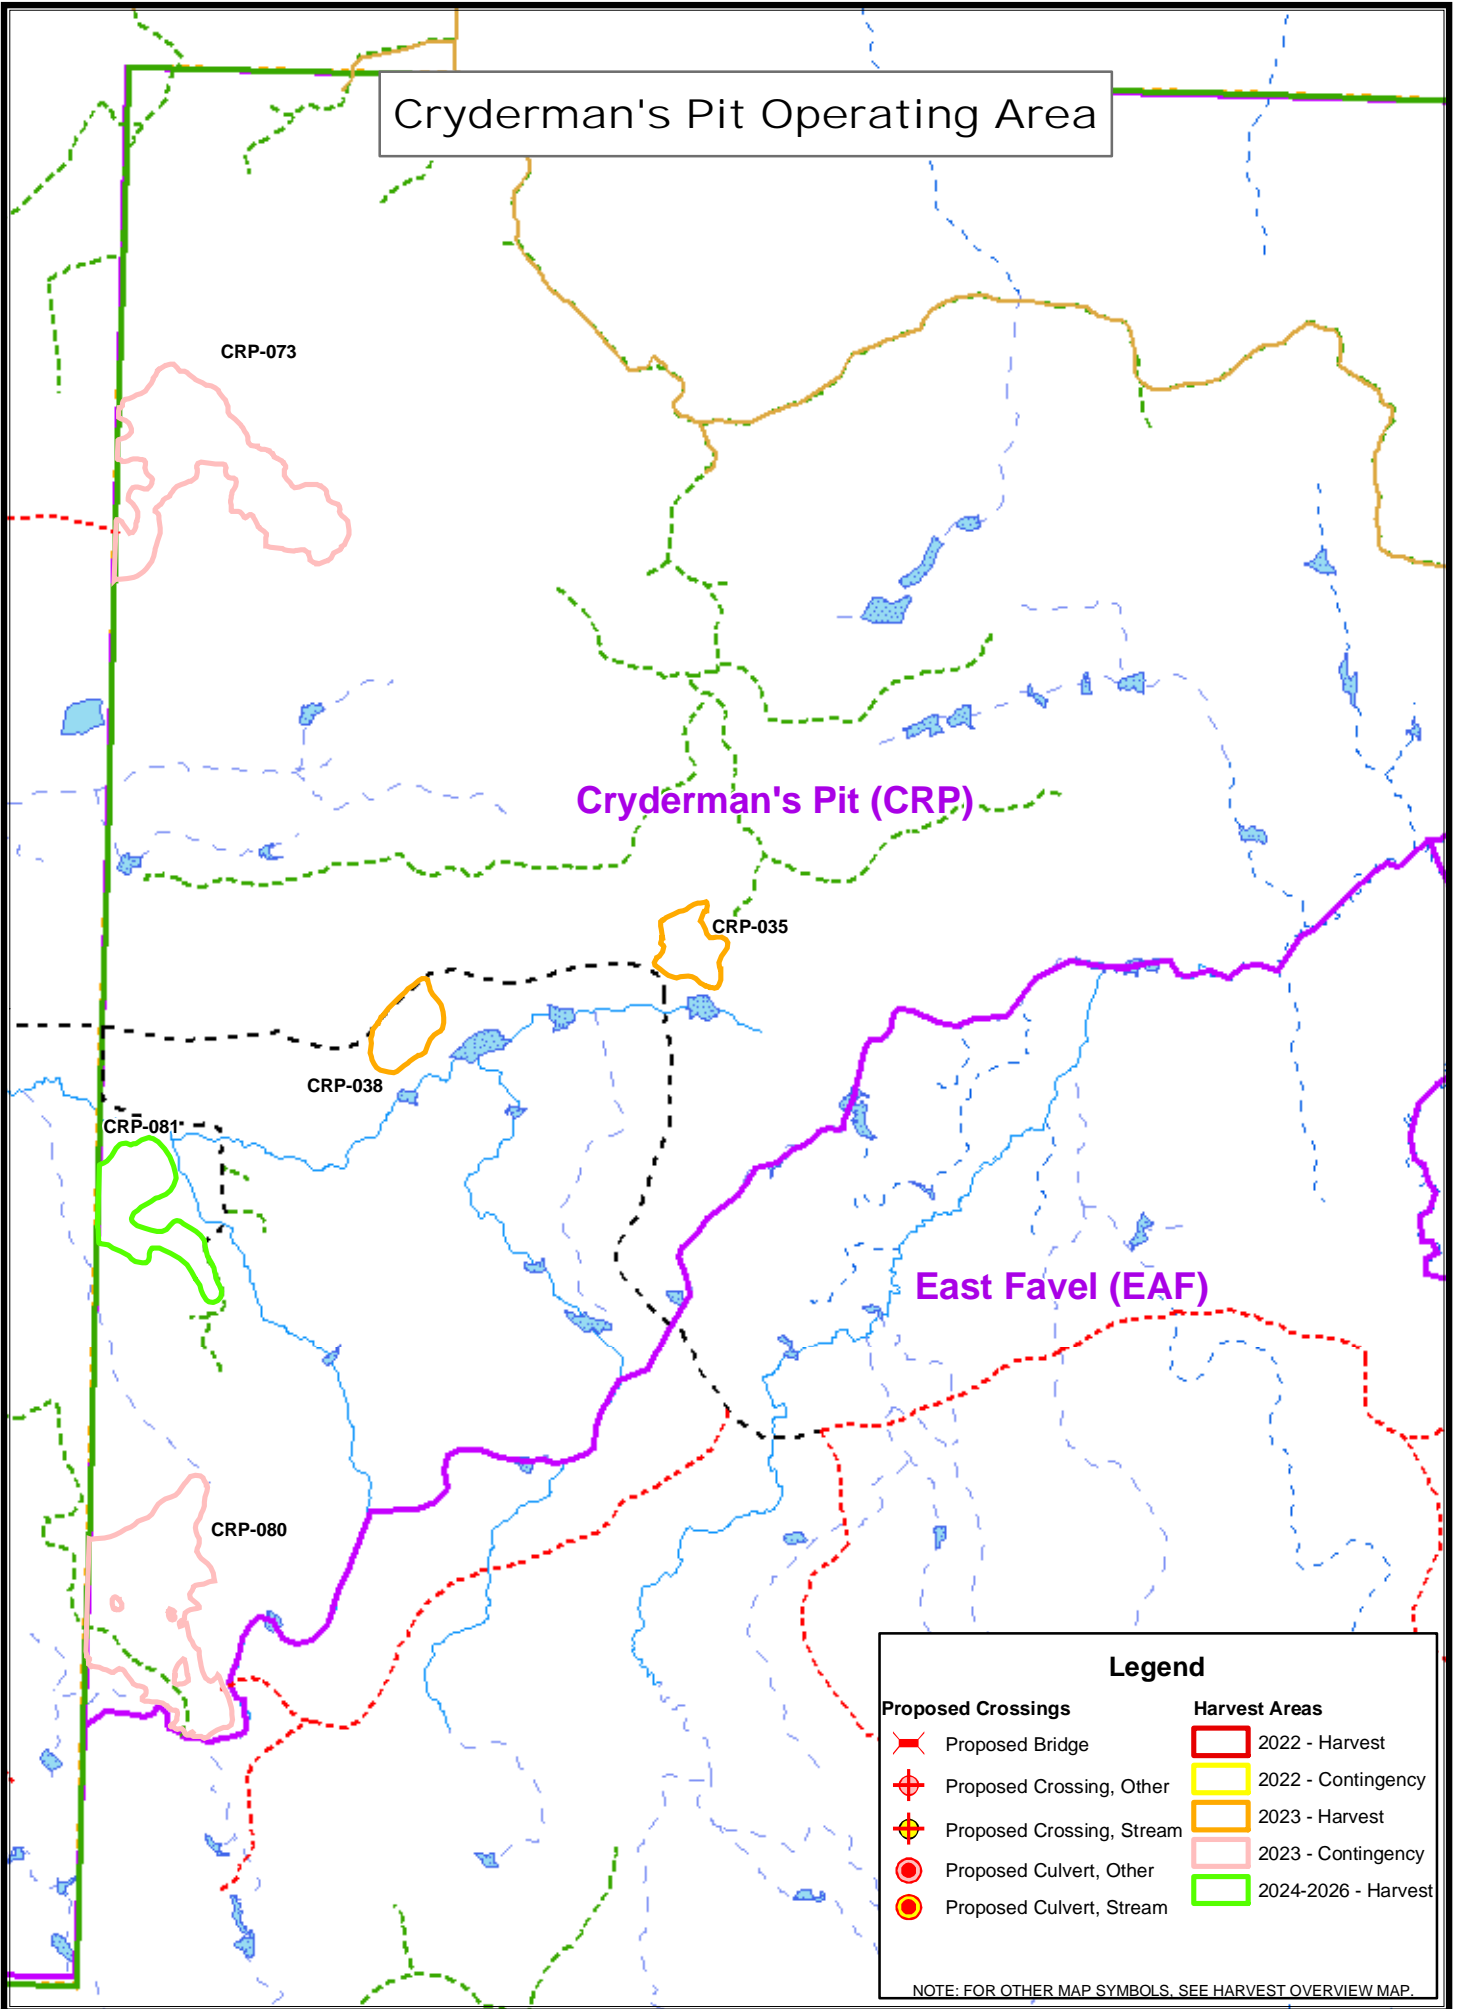 Cryderman's Pit Operating Area
CRP-073
Cryderman's Pit (CRP)
CRP-035
CRP-038
CRP-081
East Favel (EAF)
CRP-080
Legend
Proposed Crossings
Proposed Bridge
Proposed Crossing, Other
Proposed Crossing, Stream
Proposed Culvert, Other
Proposed Culvert, Stream
Harvest Areas
2022 - Harvest
2022 - Contingency
2023 - Harvest
2023 - Contingency
2024-2026 - Harvest
NOTE: FOR OTHER MAP SYMBOLS, SEE HARVEST OVERVIEW MAP.